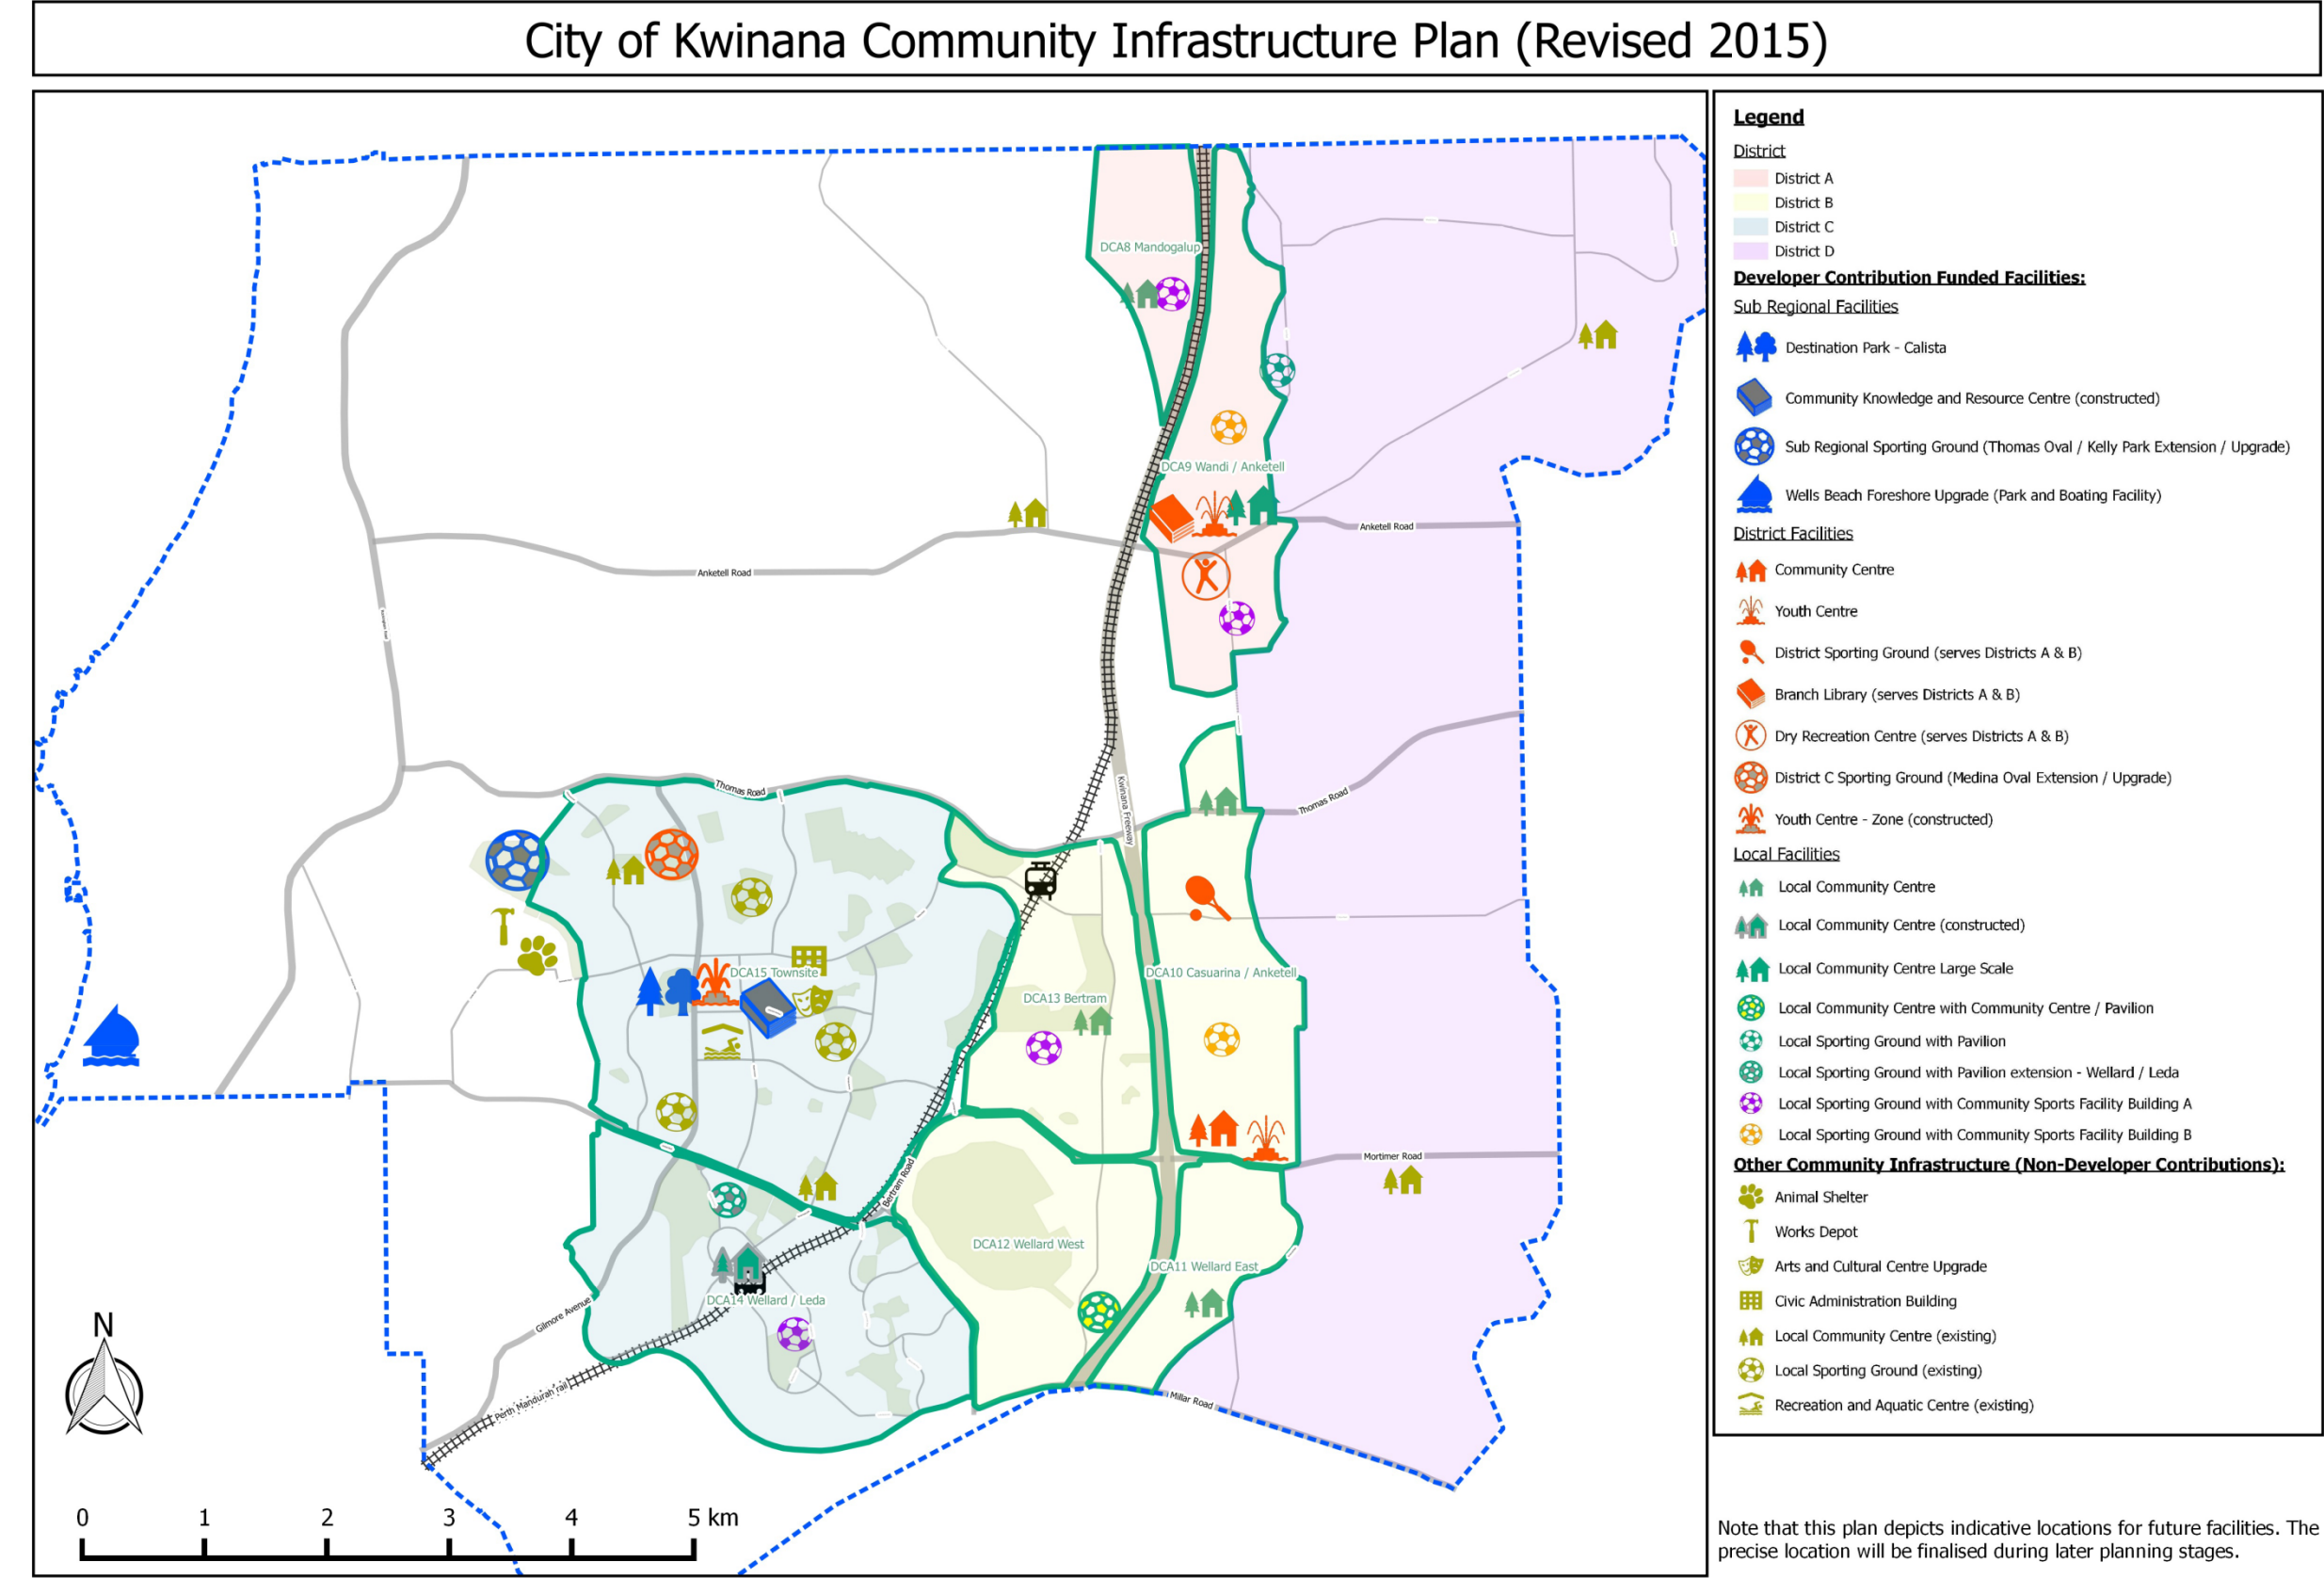 City of Kwinana Community Infrastructure Plan (Revised 2015)
DCA8 Mandogalup
DCA9 Wandi / Anketell
Anketell Road
Anketell Road
Thomas Road
Kwinana Freeway
Thomas Road
DCA15 Townsite
DCA10 Casuarina / Anketell
DCA13 Bertram
Mortimer Road
Bertram Road
DCA12 Wellard West
DCA11 Wellard East
DCA14 Wellard / Leda
Gilmore Avenue
Perth Mandurah rail
Millar Road
N
0 1 2 3 4 5 km
Legend
District
District A
District B
District C
District D
Developer Contribution Funded Facilities:
Sub Regional Facilities
Destination Park - Calista
Community Knowledge and Resource Centre (constructed)
Sub Regional Sporting Ground (Thomas Oval / Kelly Park Extension / Upgrade)
Wells Beach Foreshore Upgrade (Park and Boating Facility)
District Facilities
Community Centre
Youth Centre
District Sporting Ground (serves Districts A & B)
Branch Library (serves Districts A & B)
Dry Recreation Centre (serves Districts A & B)
District C Sporting Ground (Medina Oval Extension / Upgrade)
Youth Centre - Zone (constructed)
Local Facilities
Local Community Centre
Local Community Centre (constructed)
Local Community Centre Large Scale
Local Community Centre with Community Centre / Pavilion
Local Sporting Ground with Pavilion
Local Sporting Ground with Pavilion extension - Wellard / Leda
Local Sporting Ground with Community Sports Facility Building A
Local Sporting Ground with Community Sports Facility Building B
Other Community Infrastructure (Non-Developer Contributions):
Animal Shelter
Works Depot
Arts and Cultural Centre Upgrade
Civic Administration Building
Local Community Centre (existing)
Local Sporting Ground (existing)
Recreation and Aquatic Centre (existing)
Note that this plan depicts indicative locations for future facilities. The
precise location will be finalised during later planning stages.